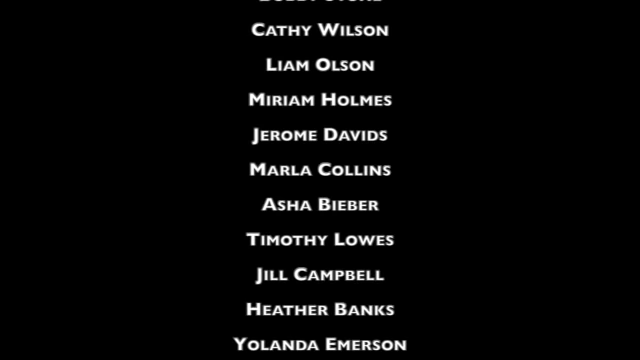 CATHY WILSON
LIAM OLSON
MIRIAM HOLMES
JEROME DAVIDS
MARLA COLLINS
ASHA BIEBER
TIMOTHY LOWES
JILL CAMPBELL
HEATHER BANKS
YOLANDA EMERSON